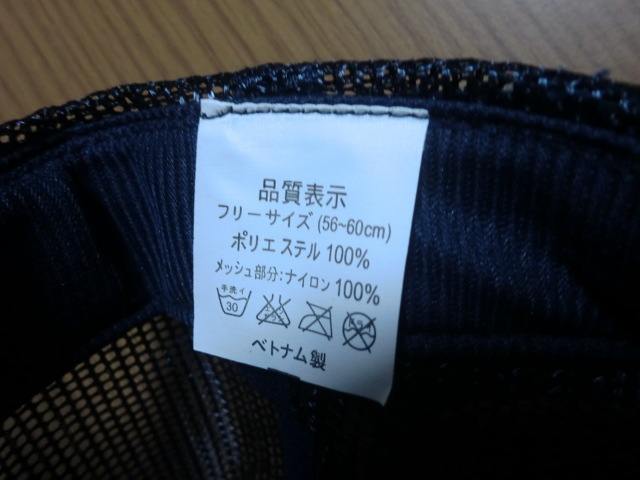 品質表示
フリーサイズ (56~60cm)
ポリエステル 100%
メッシュ部分:ナイロン 100%
手洗イ
30
ベトナム製